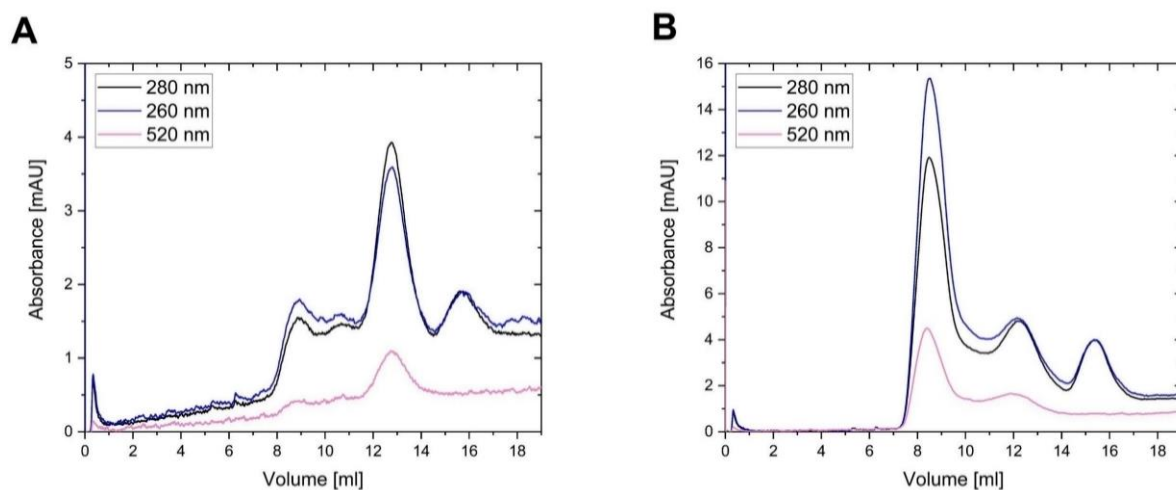 A
5
4
3
2
1
0
Absorbance [mAU]
280 nm
260 nm
520 nm
0 2 4 6 8 10 12 14 16 18
Volume [ml]
B
16
14
12
10
8
6
4
2
0
Absorbance [mAU]
280 nm
260 nm
520 nm
0 2 4 6 8 10 12 14 16 18
Volume [ml]